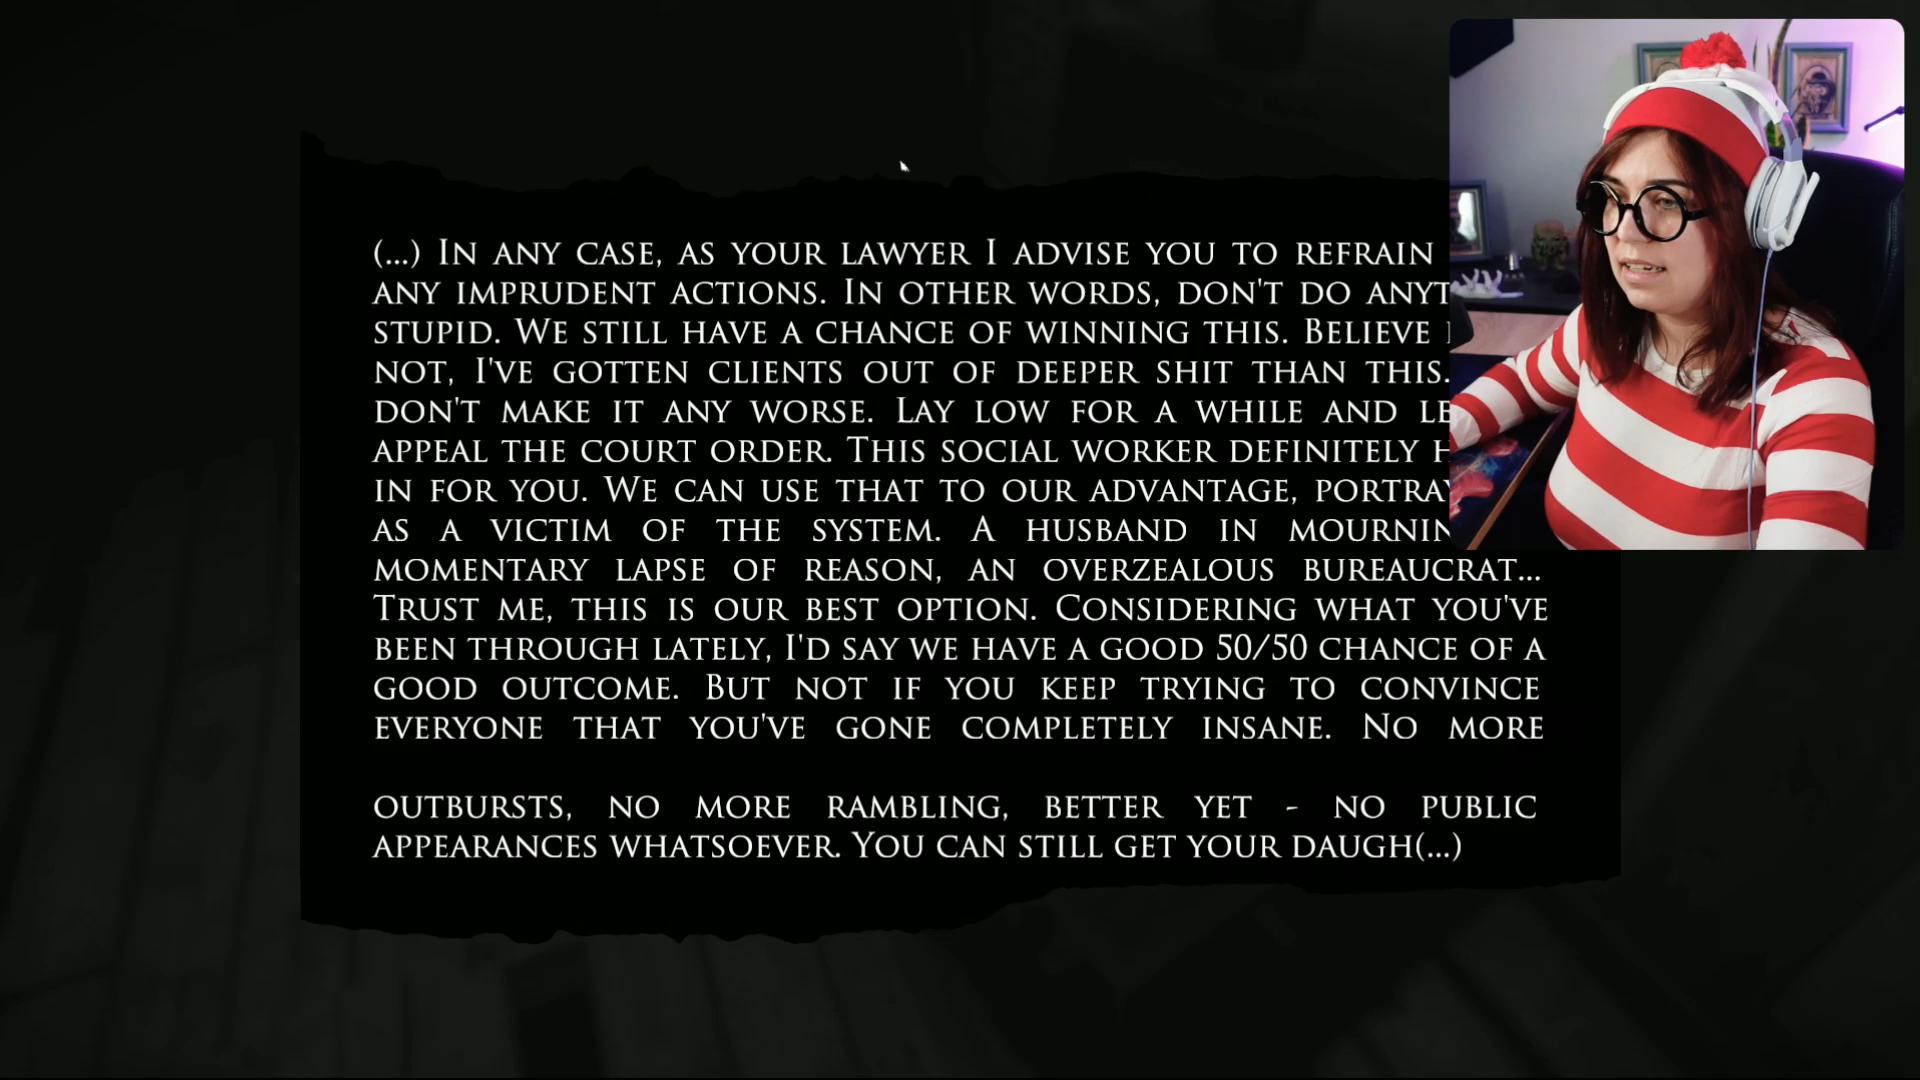 (...) In any case, as your lawyer I advise you to refrain
any imprudent actions. In other words, don't do
stupid. We still have a chance of winning this. Believe
not, I've gotten clients out of deeper shit than this.
don't make it any worse. Lay low for a while and
appeal the court order. This social worker definitely
in for you. We can use that to our advantage,
as a victim of the system. A husband in
momentary lapse of reason, an overzealous bureaucrat...
Trust me, this is our best option. Considering what you've
been through lately, I'd say we have a good 50/50 chance of a
good outcome. But not if you keep trying to convince
everyone that you've gone completely insane. No more
outbursts, no more rambling, better yet - no public
appearances whatsoever. You can still get your daugh(...)